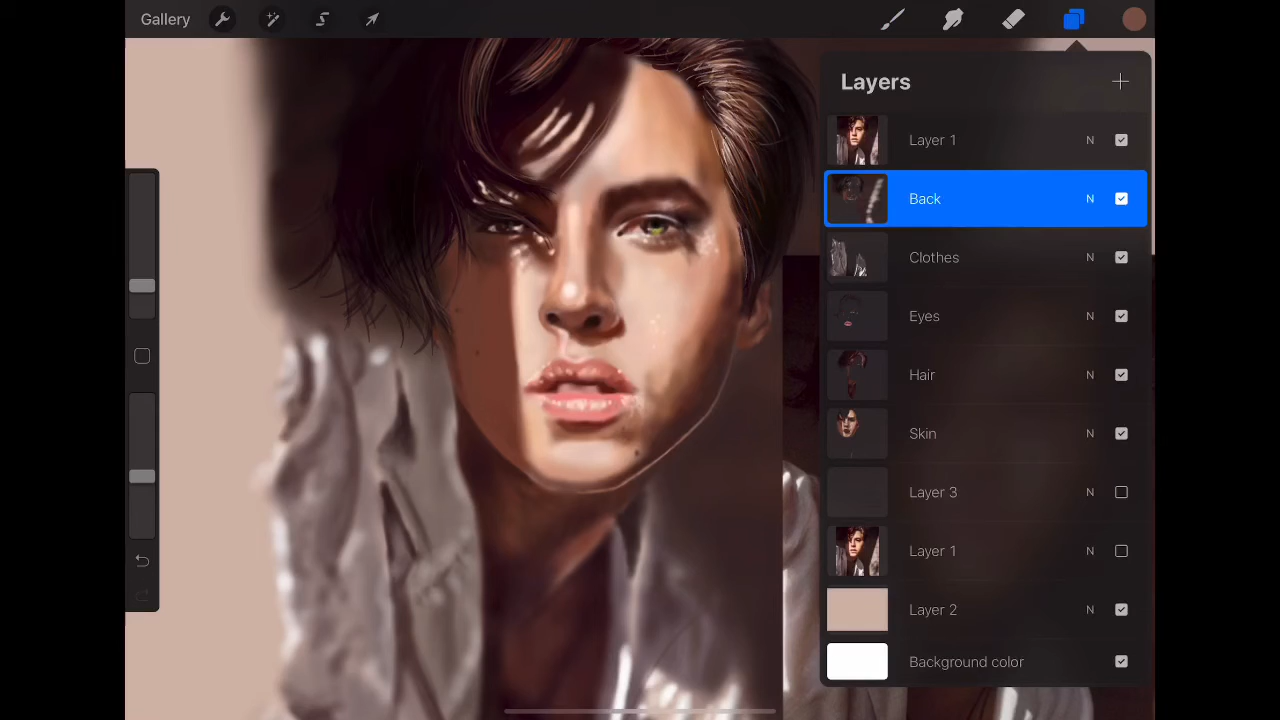 Gallery
Layers
Layer 1 N
Back N
Clothes N
Eyes N
Hair N
Skin N
Layer 3 N
Layer 1 N
Layer 2 N
Background color